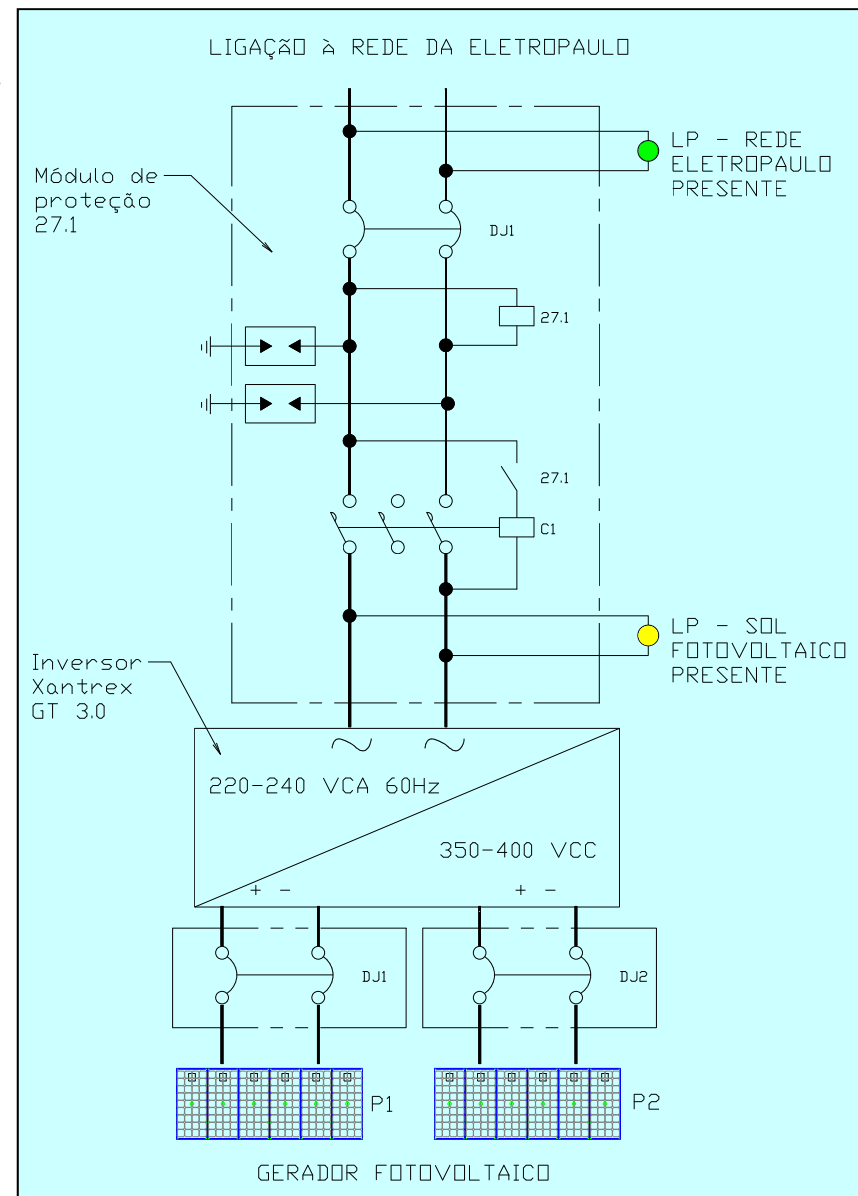 LIGAÇÃO à REDE DA ELETROPAULO
LP - REDE
ELETROPAULO
PRESENTE
Módulo de
proteção
27.1
DJ1
27.1
27.1
C1
LP - SOL
FOTOVOLTAICO
PRESENTE
Inversor
Xantrex
GT 3.0
220-240 VCA 60Hz
350-400 VCC
+ -
+ -
DJ1
DJ2
P1
P2
GERADOR FOTOVOLTAICO